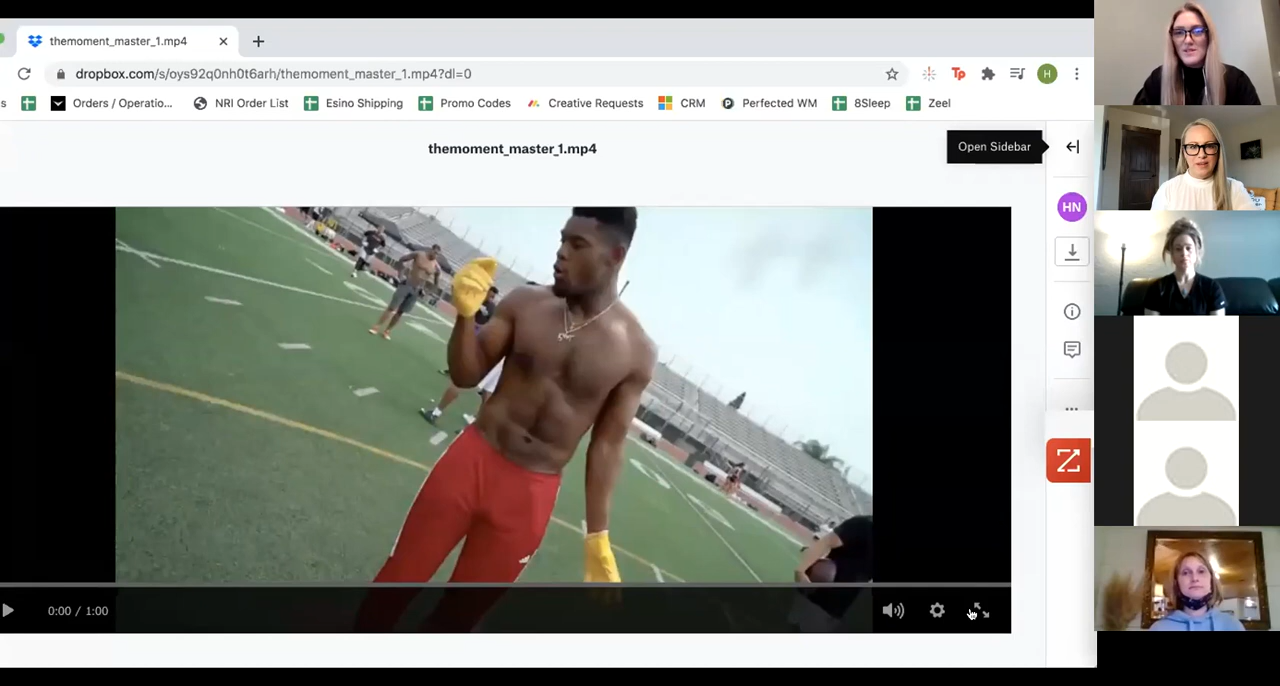 themoment_master_1.mp4
dropbox.com/s/oys92q0nh0t6arh/themoment_master_1.mp4?dl=0
H
s
Orders / Operatio...
NRI Order List
Esino Shipping
Promo Codes
Creative Requests
CRM
Perfected WM
8Sleep
Zeel
Tp
themoment_master_1.mp4
Open Sidebar
HN
0:00 / 1:00